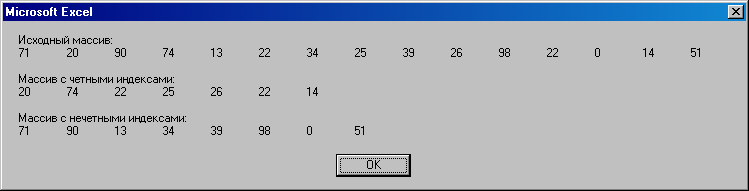 Microsoft Excel
Исходный массив:
71 20 90 74 13 22 34 25 39 26 98 22 0 14 51
Массив с четными индексами:
20 74 22 25 26 22 14
Массив с нечетными индексами:
71 90 13 34 39 98 0 51
OK